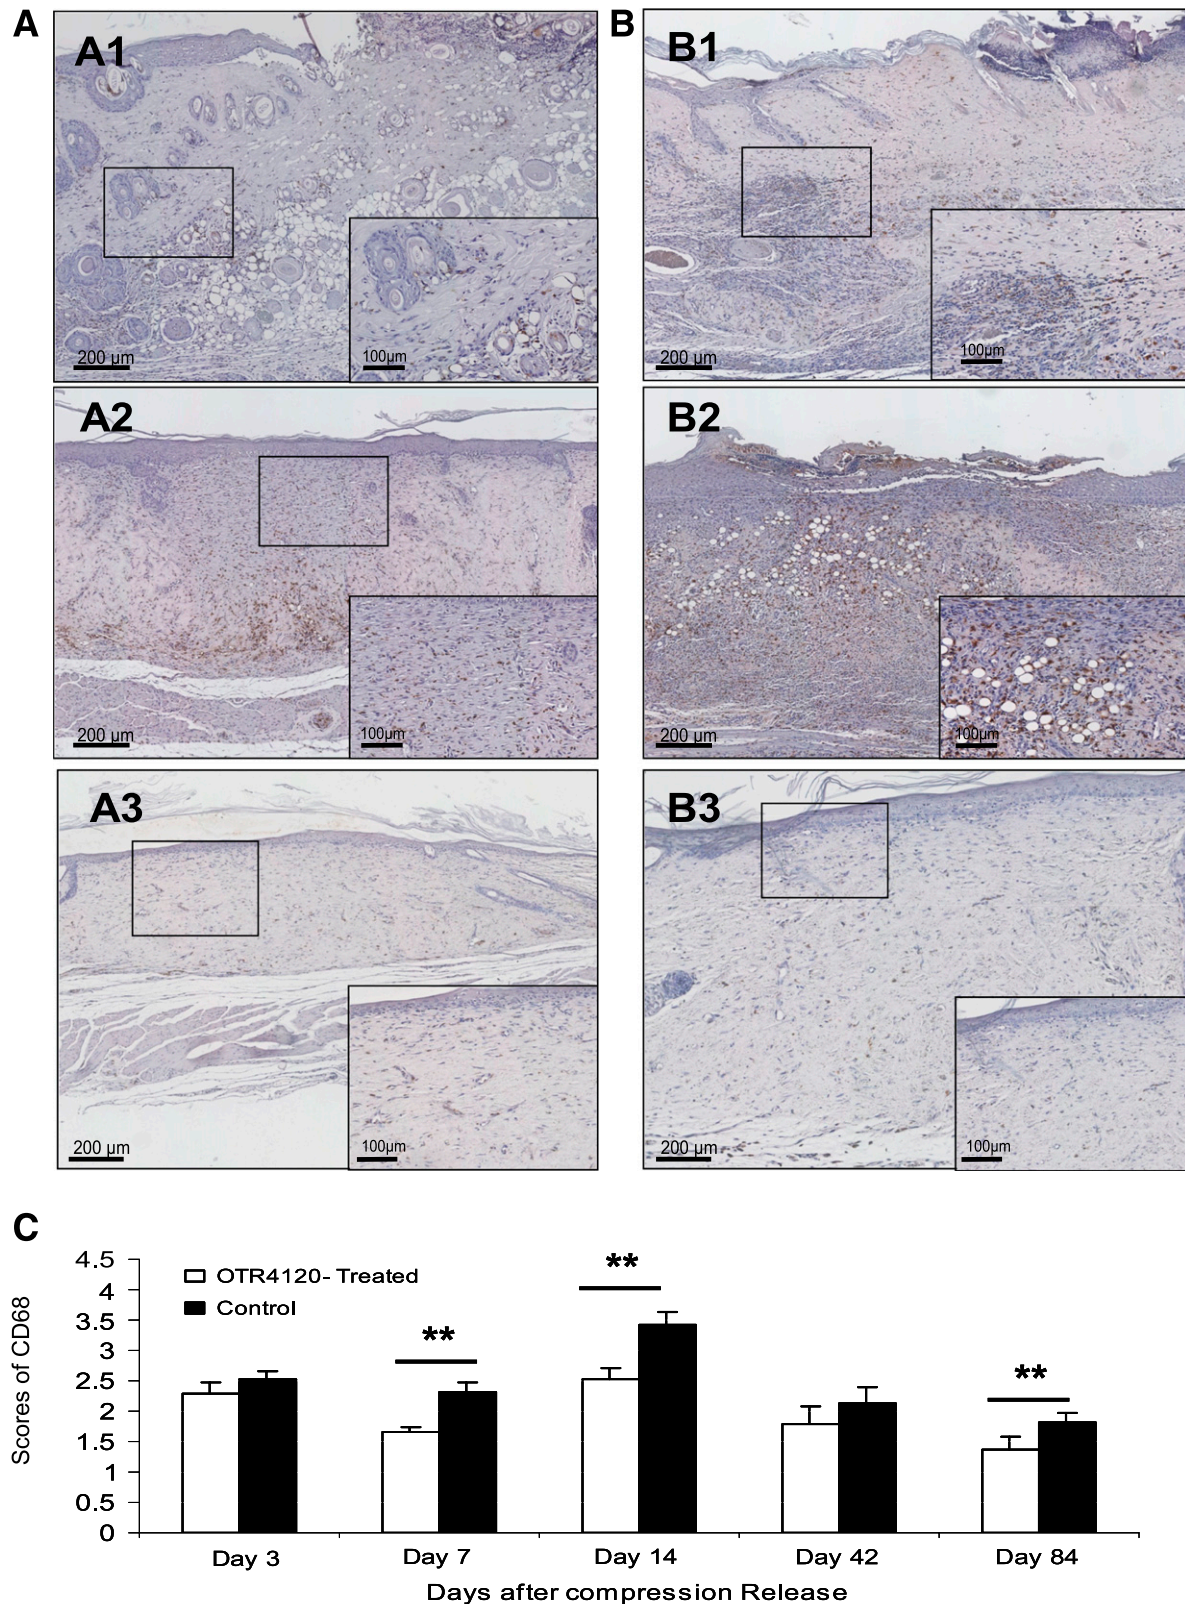 A
B
A1
B1
200 µm
100µm
200 µm
100µm
A2
B2
200 µm
100µm
200 µm
100µm
A3
B3
200 µm
100µm
200 µm
100µm
C
Scores of CD68
4.5
4
3.5
3
2.5
2
1.5
1
0.5
0
OTR4120- Treated
Control
**
**
**
Day 3
Day 7
Day 14
Day 42
Day 84
Days after compression Release